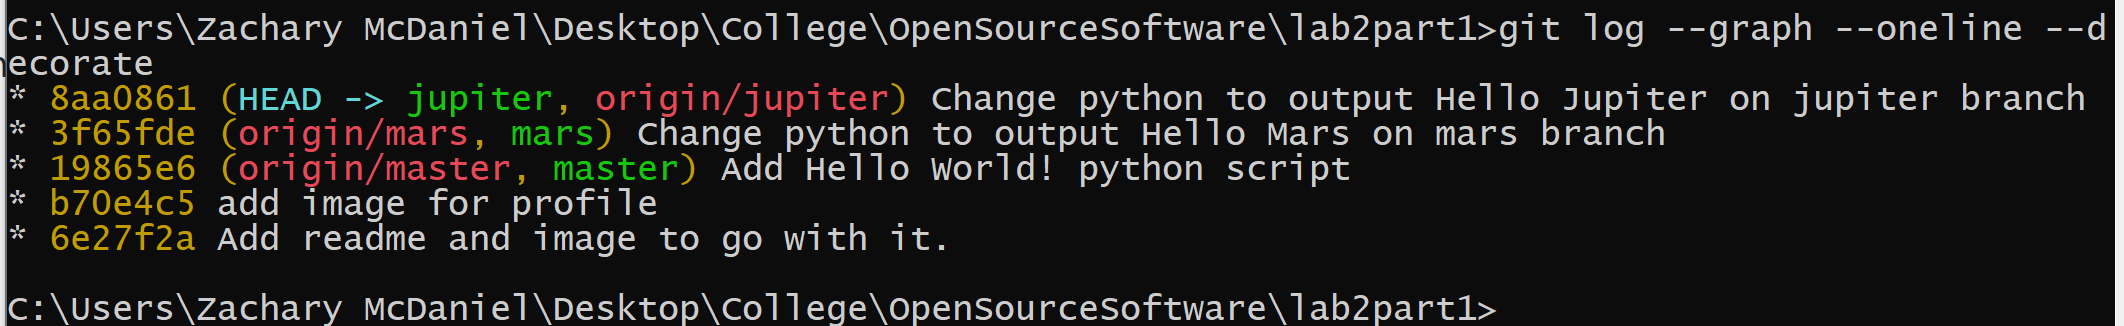 C:\Users\Zachary McDaniel\Desktop\College\OpenSourceSoftware\lab2part1>git log --graph --oneline --d
ecorate
* 8aa0861 (HEAD -> jupiter, origin/jupiter) Change python to output Hello Jupiter on jupiter branch
* 3f65fde (origin/mars, mars) Change python to output Hello Mars on mars branch
* 19865e6 (origin/master, master) Add Hello World! python script
* b70e4c5 add image for profile
* 6e27f2a Add readme and image to go with it.
C:\Users\Zachary McDaniel\Desktop\College\OpenSourceSoftware\lab2part1>